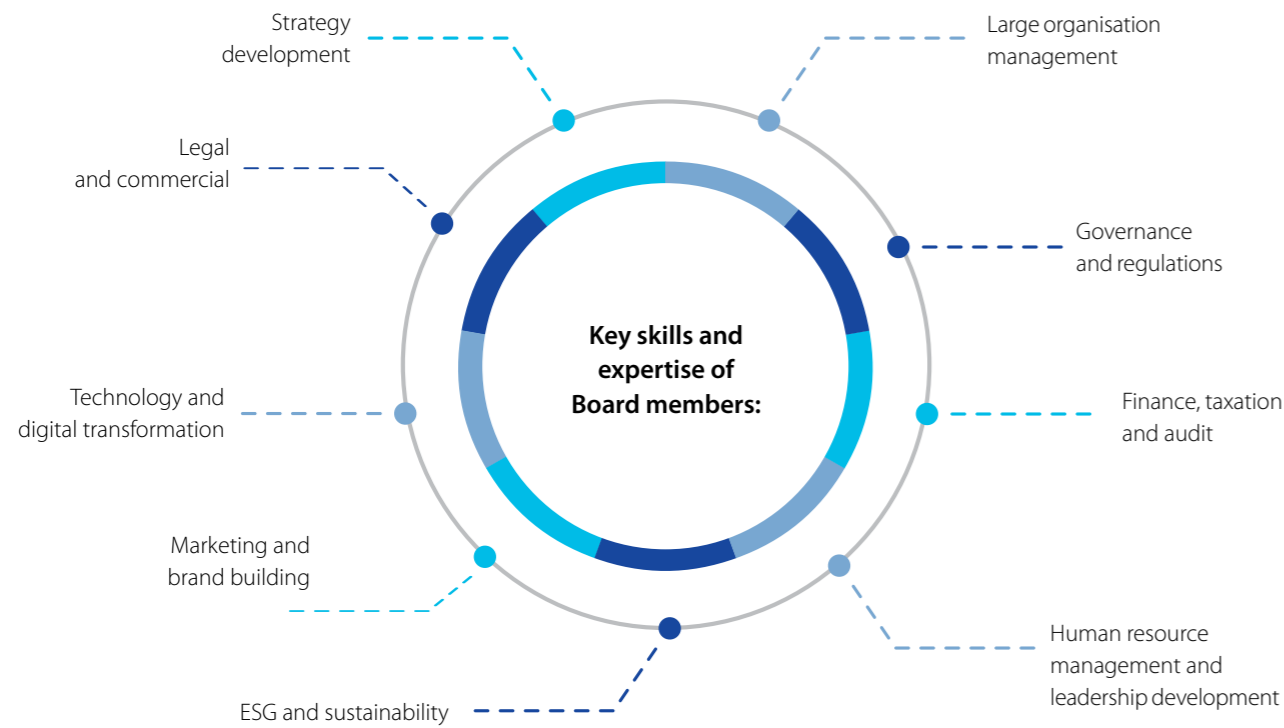 Strategy
development
Large organisation
management
Legal
and commercial
Governance
and regulations
Key skills and
expertise of
Board members:
Technology and
digital transformation
Finance, taxation
and audit
Marketing and
brand building
Human resource
management and
leadership development
ESG and sustainability